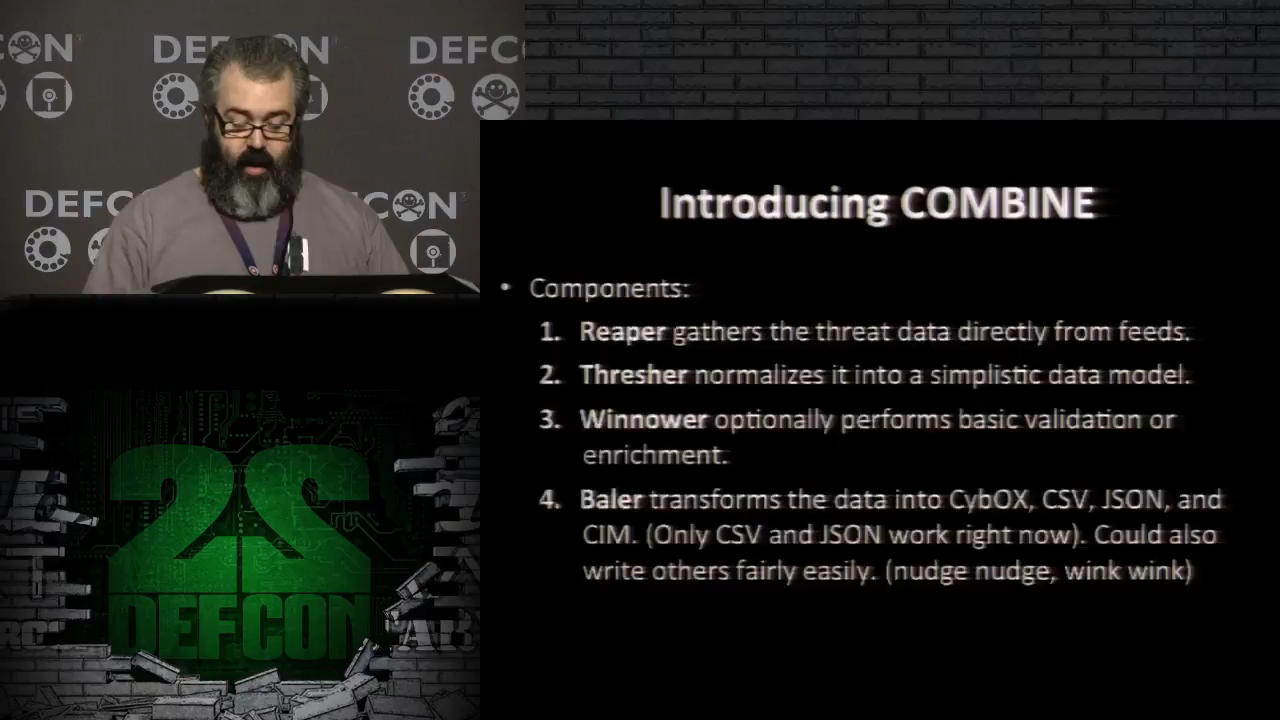 DEFCON
DEFCON
Introducing COMBINE
• Components:
1. Reaper gathers the threat data directly from feeds.
2. Thresher normalizes it into a simplistic data model.
3. Winnower optionally performs basic validation or
enrichment.
4. Baler transforms the data into CybOX, CSV, JSON, and
CIM. (Only CSV and JSON work right now). Could also
write others fairly easily. (nudge nudge, wink wink)
22
DEFCON